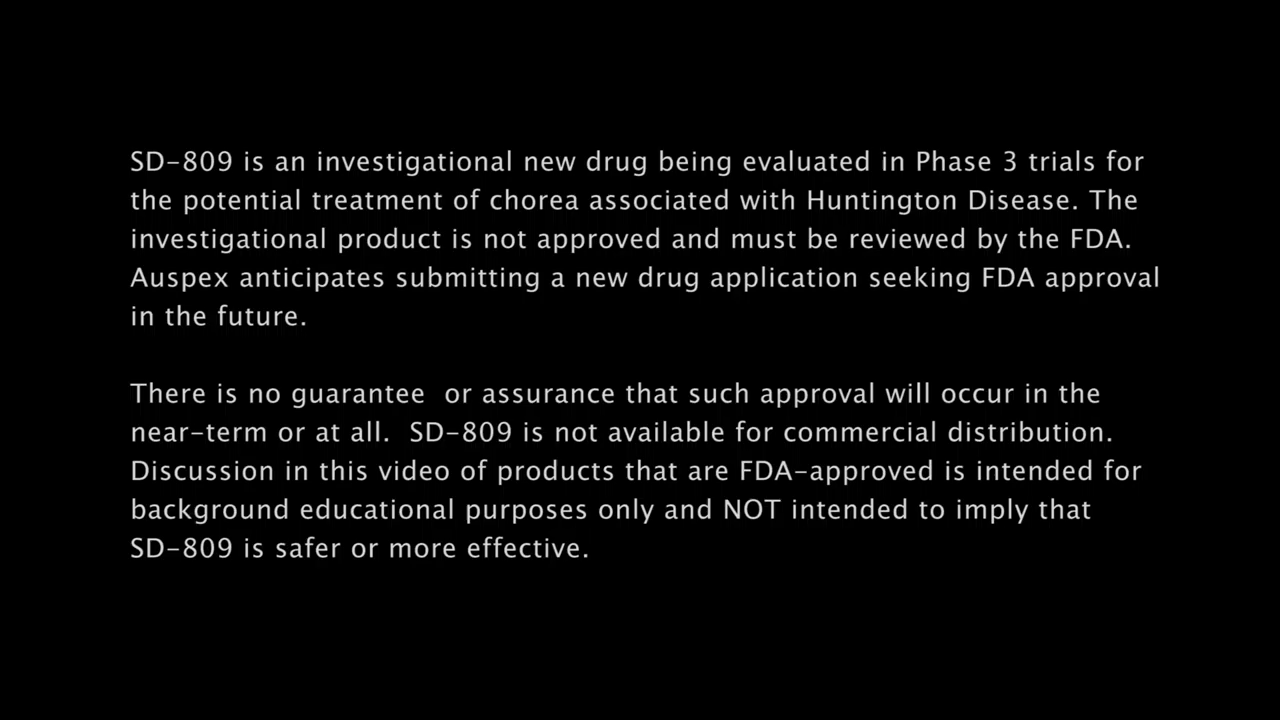 SD-809 is an investigational new drug being evaluated in Phase 3 trials for
the potential treatment of chorea associated with Huntington Disease. The
investigational product is not approved and must be reviewed by the FDA.
Auspex anticipates submitting a new drug application seeking FDA approval
in the future.
There is no guarantee  or assurance that such approval will occur in the
near-term or at all.  SD-809 is not available for commercial distribution.
Discussion in this video of products that are FDA-approved is intended for
background educational purposes only and NOT intended to imply that
SD-809 is safer or more effective.